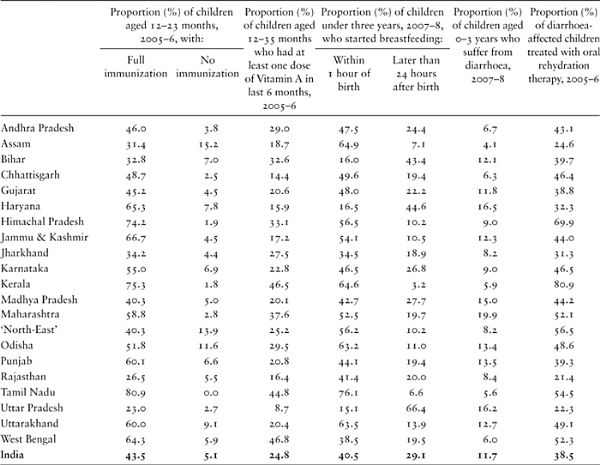 Proportion (%) of children aged 12–23 months, 2005–6, with: Proportion (%) of children aged 12–35 months who had at least one dose of Vitamin A in last 6 months, 2005–6 Proportion (%) of children under three years, 2007–8, who started breastfeeding: Proportion (%) of children aged 0–3 years who suffer from diarrhoea, 2007–8 Proportion (%) of diarrhoea-affected children treated with oral rehydration therapy, 2005–6
Full immunization No immunization Within 1 hour of birth Later than 24 hours after birth
Andhra Pradesh 46.0 3.8 29.0 47.5 24.4 6.7 43.1
Assam 31.4 15.2 18.7 64.9 7.1 4.1 24.6
Bihar 32.8 7.0 32.6 16.0 43.4 12.1 39.7
Chhattisgarh 48.7 2.5 14.4 49.6 19.4 6.3 46.4
Gujarat 45.2 4.5 20.6 48.0 22.2 11.8 38.8
Haryana 65.3 7.8 15.9 16.5 44.6 16.5 32.3
Himachal Pradesh 74.2 1.9 33.1 56.5 10.2 9.0 69.9
Jammu & Kashmir 66.7 4.5 17.2 54.1 10.5 12.3 44.0
Jharkhand 34.2 4.4 27.5 34.5 18.9 8.2 31.3
Karnataka 55.0 6.9 22.8 46.5 26.8 9.0 46.5
Kerala 75.3 1.8 46.5 64.6 3.2 5.9 80.9
Madhya Pradesh 40.3 5.0 20.1 42.7 27.7 15.0 44.2
Maharashtra 58.8 2.8 37.6 52.5 19.7 19.9 52.1
‘North-East’ 40.3 13.9 25.2 56.2 10.2 8.2 56.5
Odisha 51.8 11.6 29.5 63.2 11.0 13.4 48.6
Punjab 60.1 6.6 20.8 44.1 19.4 13.5 39.3
Rajasthan 26.5 5.5 16.4 41.4 20.0 8.4 21.4
Tamil Nadu 80.9 0.0 44.8 76.1 6.6 5.6 54.5
Uttar Pradesh 23.0 2.7 8.7 15.1 66.4 16.2 22.3
Uttarakhand 60.0 9.1 20.4 63.5 13.9 12.7 49.1
West Bengal 64.3 5.9 46.8 38.5 19.5 6.0 52.3
India 43.5 5.1 24.8 40.5 29.1 11.7 38.5